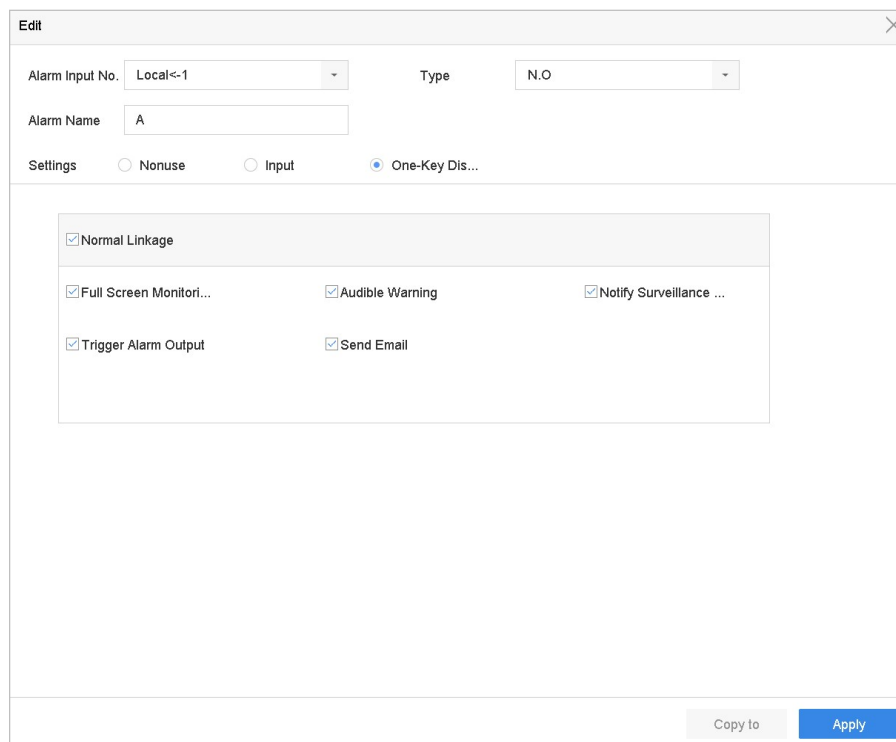 Edit
Alarm Input No. Local<-1 Type N.O
Alarm Name A
Settings Nonuse Input One-Key Dis...
Normal Linkage
Full Screen Monitori... Audible Warning Notify Surveillance ...
Trigger Alarm Output Send Email
Copy to Apply